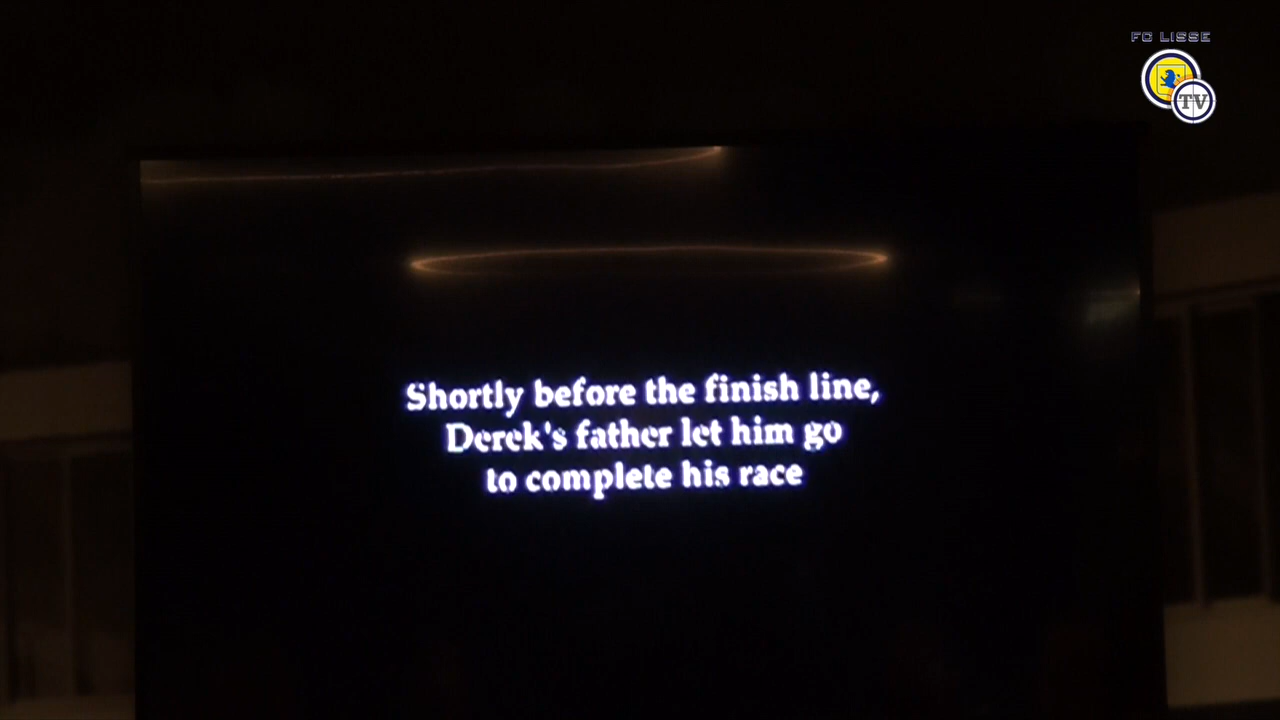 FC LISSE
TV
Shortly before the finish line,
Derek's father let him go
to complete his race